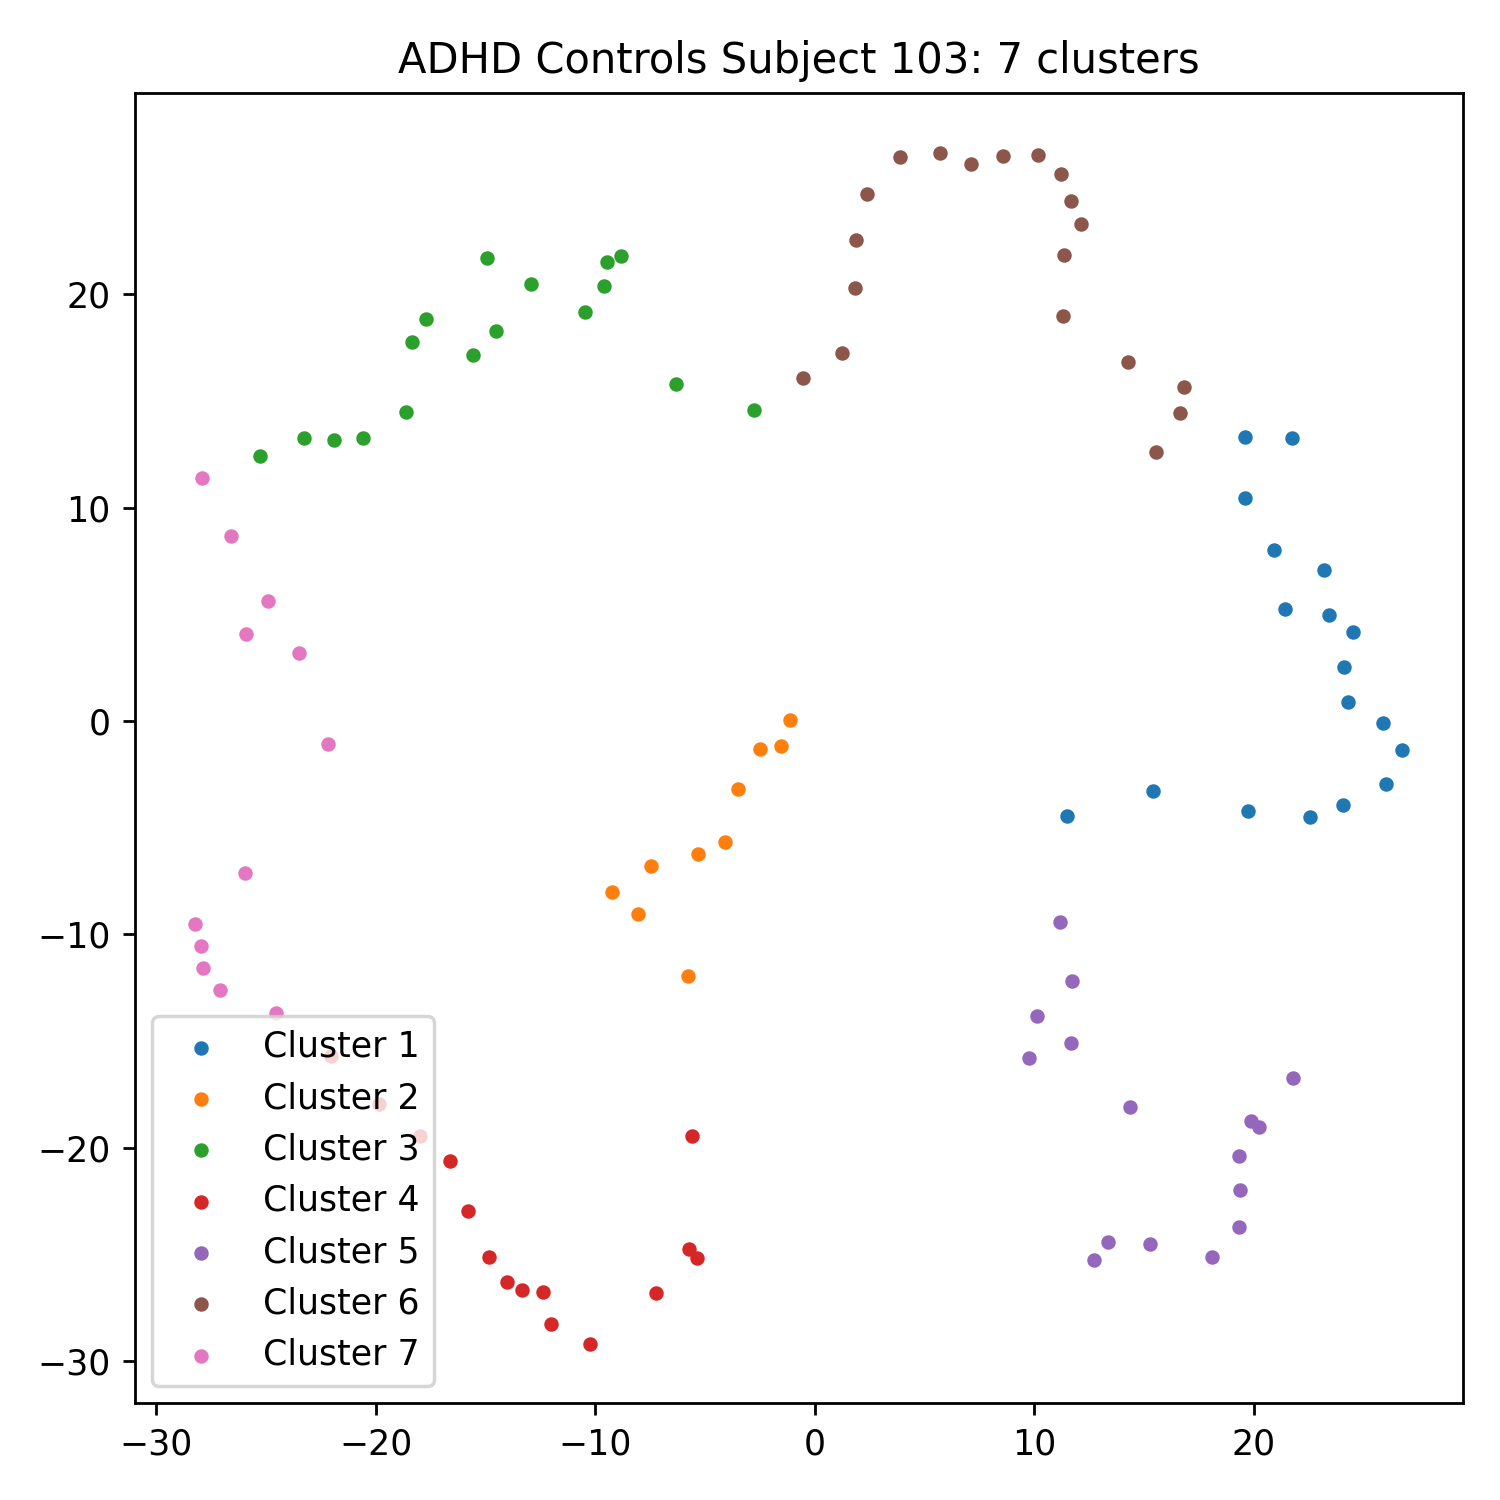 ADHD Controls Subject 103: 7 clusters
20
10
0
−10
−20
−30
Cluster 1
Cluster 2
Cluster 3
Cluster 4
Cluster 5
Cluster 6
Cluster 7
−30 −20 −10 0 10 20